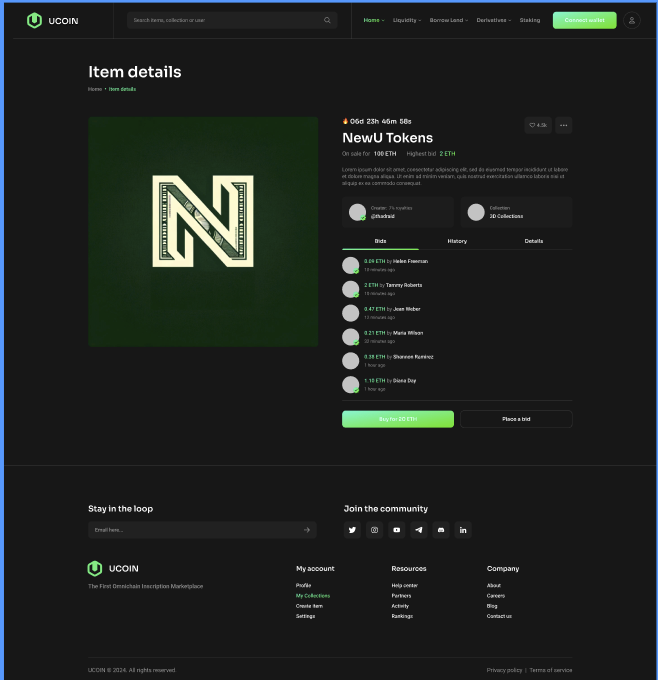 UCOIN
Search items, collection or user
Home
Liquidity
Borrow Lend
Derivatives
Staking
Connect wallet
Item details
Home • Item details
06d 23h 46m 58s
4.5k
NewU Tokens
On sale for 100 ETH Highest bid 2 ETH
Lorem ipsum dolor sit amet, consectetur adipiscing elit, sed do eiusmod tempor incididunt ut labore
et dolore magna aliqua. Ut enim ad minim veniam, quis nostrud exercitation ullamco laboris nisi ut
aliquip ex ea commodo consequat
Creator 7% royalties
@thadraid
Collection
3D Collections
Bids
History
Details
0.09 ETH by Helen Freeman
10 minutes ago
2 ETH by Tammy Roberts
10 minutes ago
0.47 ETH by Jean Weber
12 minutes ago
0.21 ETH by Maria Wilson
32 minutes ago
0.38 ETH by Shannon Ramirez
1 hour ago
1.10 ETH by Diana Day
1 hour ago
Buy for 80 ETH
Place a bid
Stay in the loop
Email here...
Join the community
UCOIN
The First Omnichain Inscription Marketplace
My account
Profile
My Collections
Create item
Settings
Resources
Help center
Partners
Activity
Rankings
Company
About
Careers
Blog
Contact us
UCOIN © 2024. All rights reserved.
Privacy policy | Terms of service